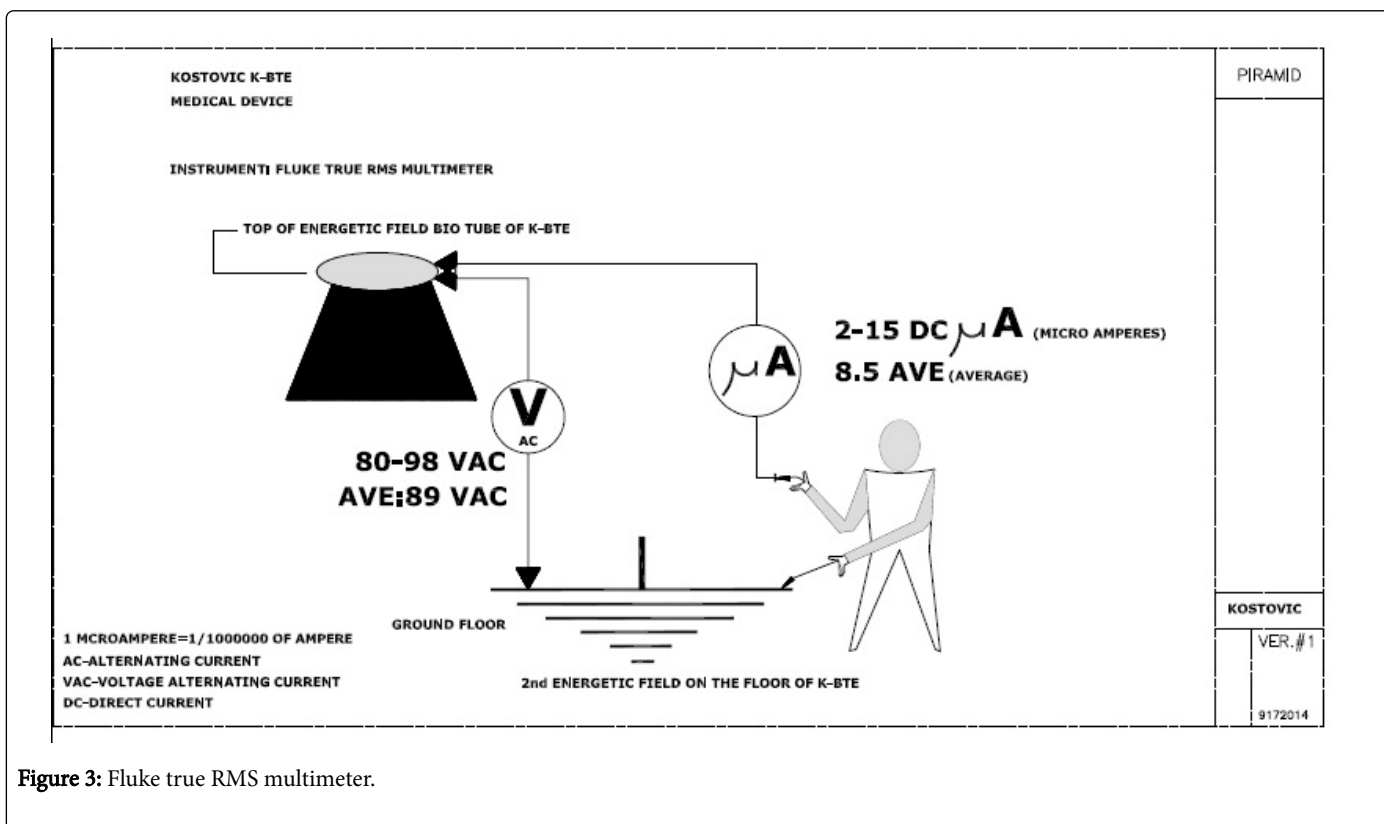 KOSTOVIC K-BTE
MEDICAL DEVICE
PIRAMID
INSTRUMENT: FLUKE TRUE RMS MULTIMETER
TOP OF ENERGETIC FIELD BIO TUBE OF K-BTE
μA
2-15 DC μA (MICRO AMPERES)
8.5 AVE (AVERAGE)
V
AC
80-98 VAC
AVE:89 VAC
GROUND FLOOR
1 MCROAMPERE=1/1000000 OF AMPERE
AC-ALTERNATING CURRENT
VAC-VOLTAGE ALTERNATING CURRENT
DC-DIRECT CURRENT
2nd ENERGETIC FIELD ON THE FLOOR OF K-BTE
KOSTOVIC
VER.#1
9172014
Figure 3: Fluke true RMS multimeter.